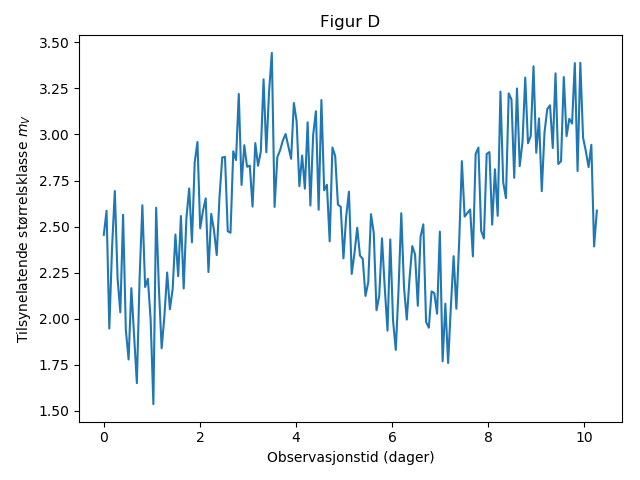 Figur D
Tilsynelatende størrelsesklasse m_V
3.50
3.25
3.00
2.75
2.50
2.25
2.00
1.75
1.50
0 2 4 6 8 10
Observasjonstid (dager)